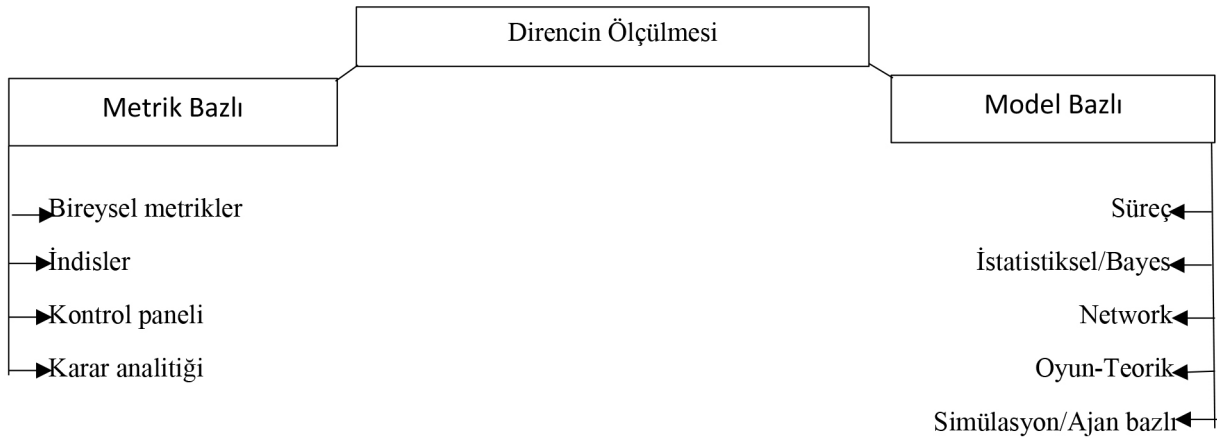 Direncin Ölçülmesi
Metrik Bazlı
Model Bazlı
Bireysel metrikler
İndisler
Kontrol paneli
Karar analitiği
Süreç
İstatistiksel/Bayes
Network
Oyun-Teorik
Simülasyon/Ajan bazlı